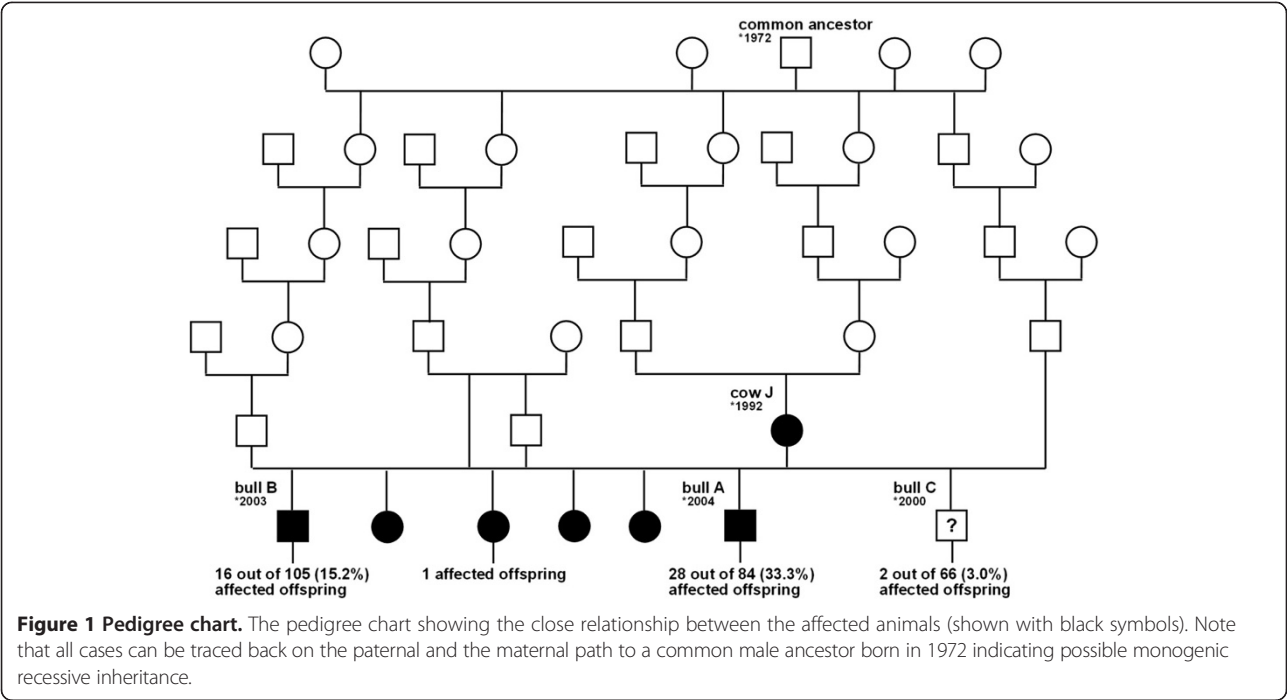 common ancestor
*1972
cow J
*1992
bull B
*2003
bull A
*2004
bull C
*2000
?
16 out of 105 (15.2%)
affected offspring
1 affected offspring
28 out of 84 (33.3%)
affected offspring
2 out of 66 (3.0%)
affected offspring
Figure 1 Pedigree chart. The pedigree chart showing the close relationship between the affected animals (shown with black symbols). Note
that all cases can be traced back on the paternal and the maternal path to a common male ancestor born in 1972 indicating possible monogenic
recessive inheritance.